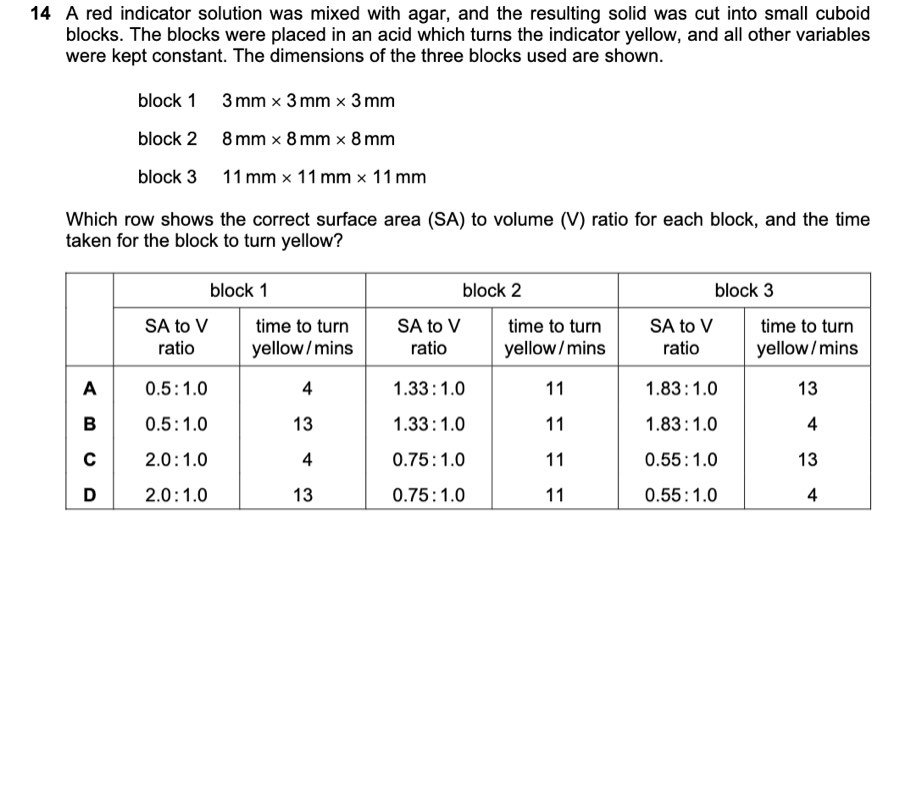 14 A red indicator solution was mixed with agar, and the resulting solid was cut into small cuboid
blocks. The blocks were placed in an acid which turns the indicator yellow, and all other variables
were kept constant. The dimensions of the three blocks used are shown.
block 1 3 mm × 3 mm × 3 mm
block 2 8 mm × 8 mm × 8 mm
block 3 11 mm × 11 mm × 11 mm
Which row shows the correct surface area (SA) to volume (V) ratio for each block, and the time
taken for the block to turn yellow?
block 1 block 2 block 3
SA to V time to turn SA to V time to turn SA to V time to turn
ratio yellow / mins ratio yellow / mins ratio yellow / mins
A 0.5 : 1.0 4 1.33 : 1.0 11 1.83 : 1.0 13
B 0.5 : 1.0 13 1.33 : 1.0 11 1.83 : 1.0 4
C 2.0 : 1.0 4 0.75 : 1.0 11 0.55 : 1.0 13
D 2.0 : 1.0 13 0.75 : 1.0 11 0.55 : 1.0 4